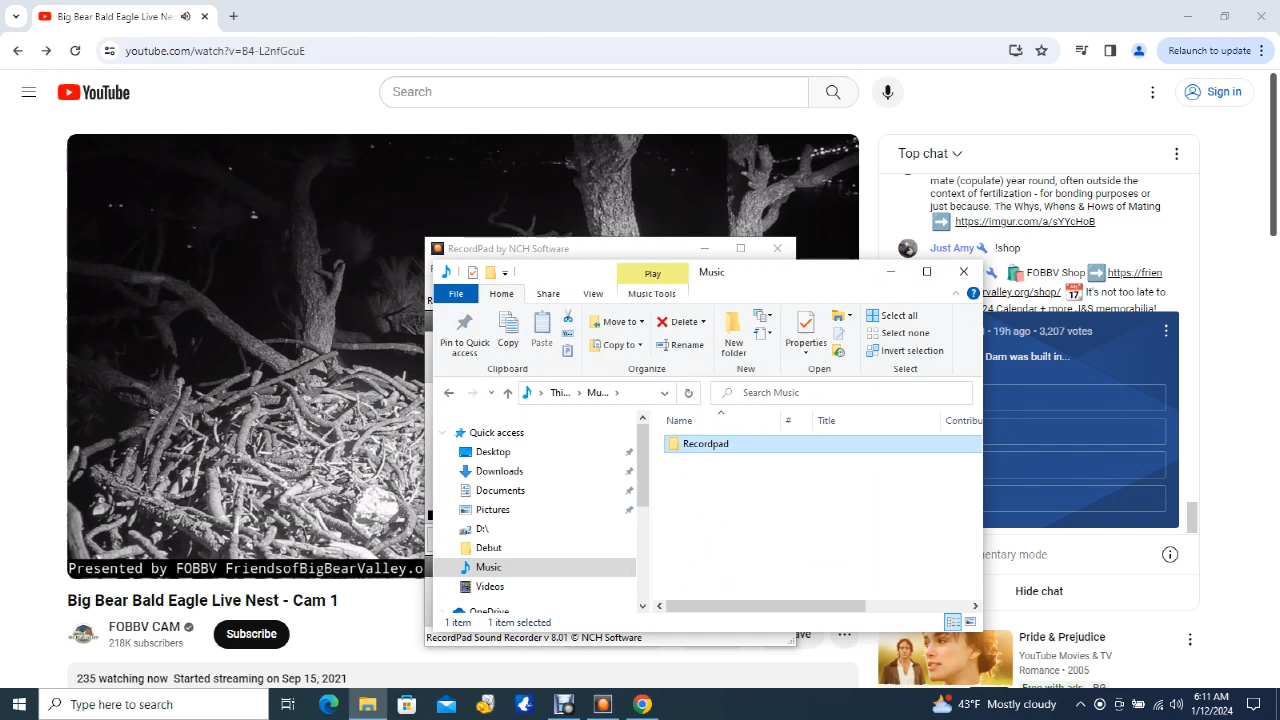 Big Bear Bald Eagle Live Ne
youtube.com/watch?v=B4-L2nfGcuE
Relaunch to update
YouTube
Search
Sign in
Top chat
mate (copulate) year round, often outside the
context of fertilization - for bonding purposes or
just because. The Whys, Whens & Hows of Mating
https://imgur.com/a/sYYcHoB
Just Amy !shop
FOBBV Shop https://frien
rvalley.org/shop/ It's not too late to
24 Calendar + more J&S memorabilia!
• 19h ago • 3,207 votes
Dam was built in...
mentary mode
Hide chat
RecordPad by NCH Software
Play
Music
File
Home
Share
View
Music Tools
Pin to Quick
access
Copy
Paste
Move to
Copy to
Delete
Rename
New
folder
Properties
Select all
Select none
Invert selection
Clipboard
Organize
New
Open
Select
Thi...
Mu...
Search Music
Name
#
Title
Contribu
Recordpad
Quick access
Desktop
Downloads
Documents
Pictures
D:\
Debut
Music
Videos
OneDrive
1 item
1 item selected
RecordPad Sound Recorder v 8.01 © NCH Software
Presented by FOBBV FriendsofBigBearValley.o
Big Bear Bald Eagle Live Nest - Cam 1
FOBBV CAM
218K subscribers
Subscribe
ave
235 watching now Started streaming on Sep 15, 2021
Pride & Prejudice
YouTube Movies & TV
Romance • 2005
Free with ads PG
Type here to search
43°F Mostly cloudy
6:11 AM
1/12/2024